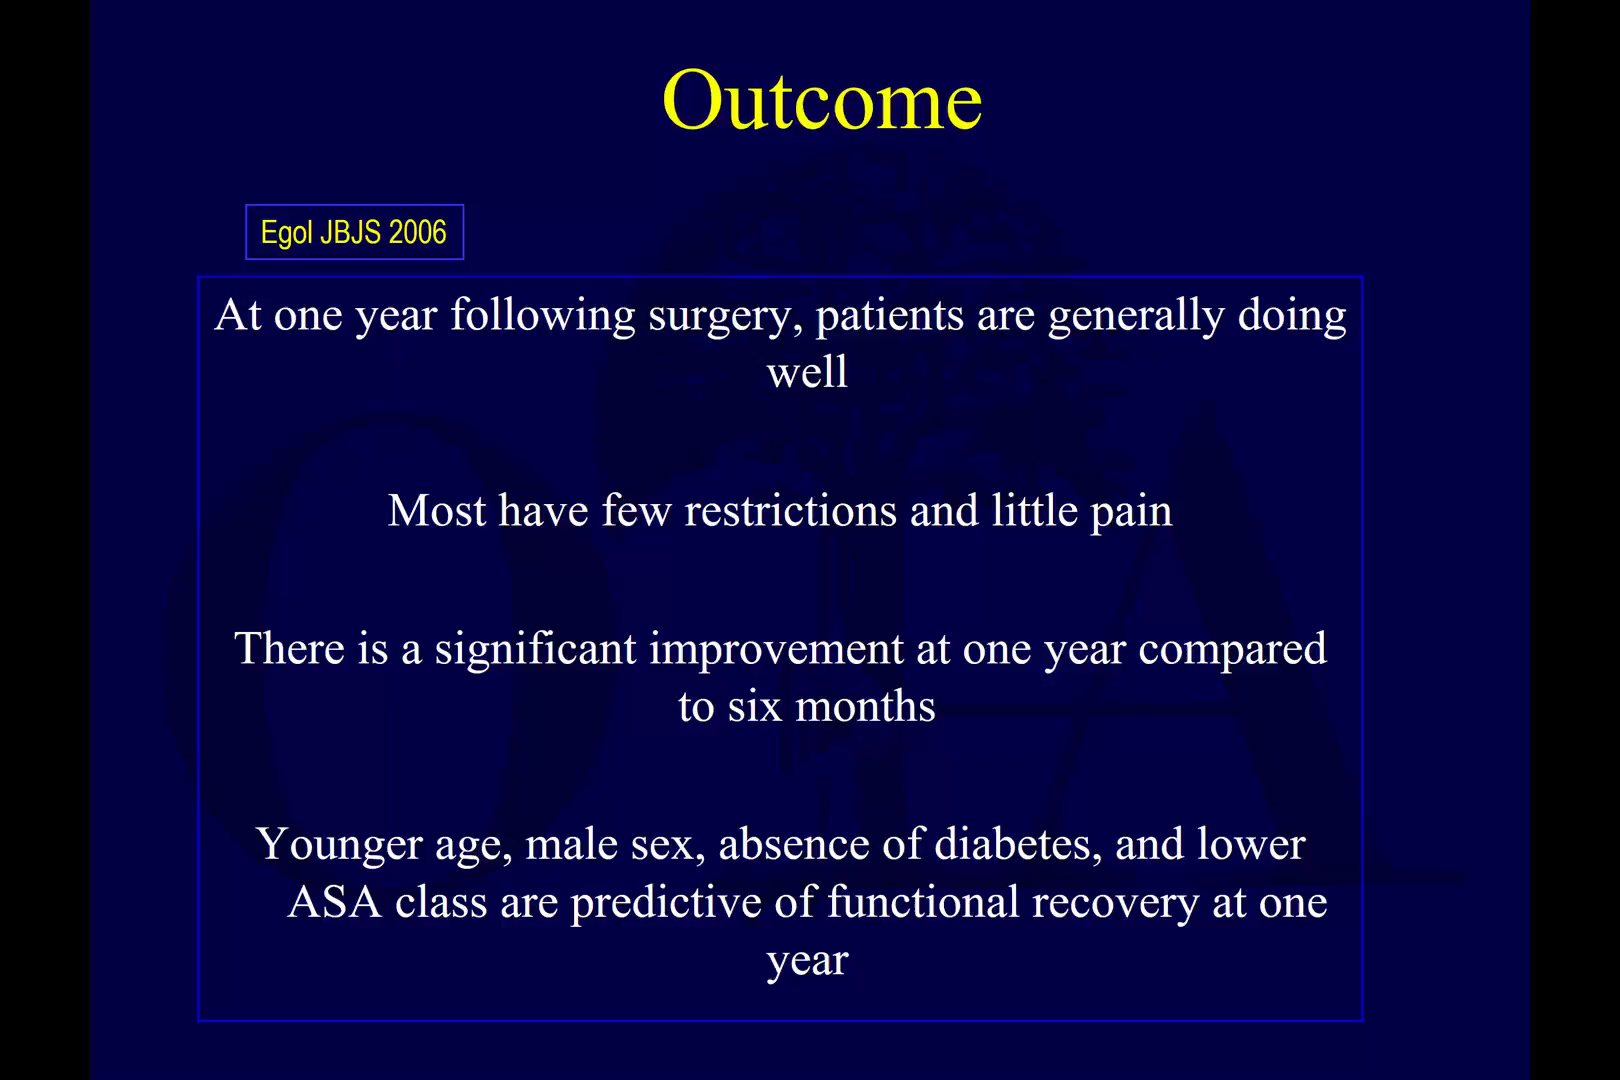 Outcome
Egol JBJS 2006
At one year following surgery, patients are generally doing
well
Most have few restrictions and little pain
There is a significant improvement at one year compared
to six months
Younger age, male sex, absence of diabetes, and lower
ASA class are predictive of functional recovery at one
year
OTA